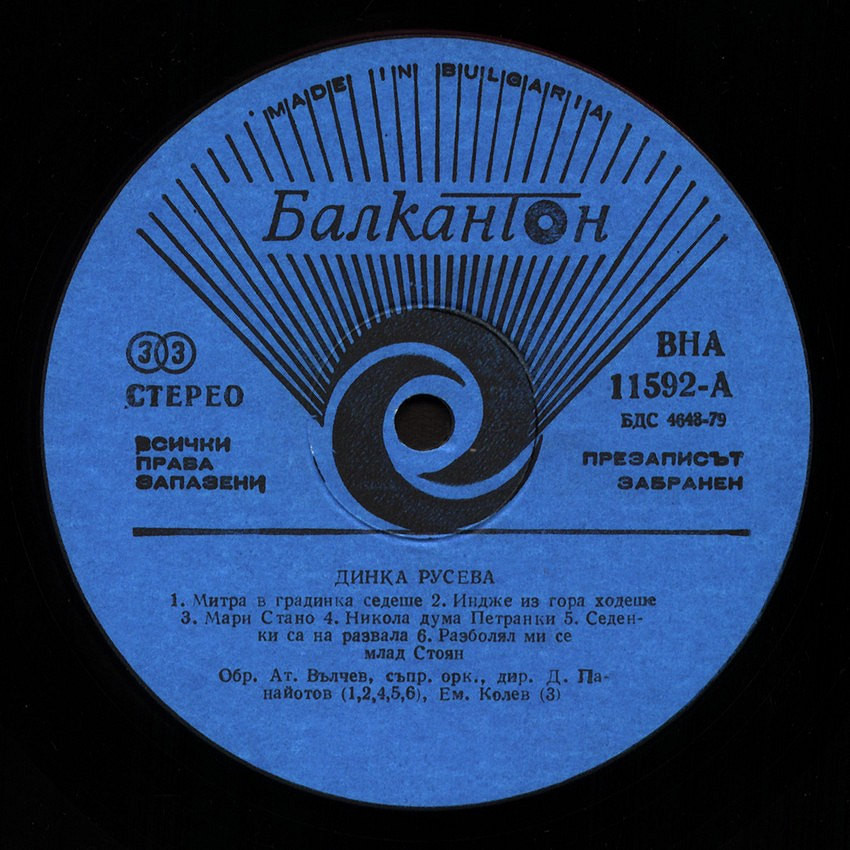 MADE IN BULGARIA
Балкантон
33
СТЕРЕО
ВСИЧКИ
ПРАВА
ЗАПАЗЕНИ
ВНА
11592-А
БДС 4648-79
ПРЕЗАПИСЪТ
ЗАБРАНЕН
ДИНКА РУСЕВА
1. Митра в градинка седеше 2. Индже из гора ходеше
3. Мари Стано 4. Никола дума Петранки 5. Седен-
ки са на развала 6. Разболял ми се
млад Стоян
Обр. Ат. Вълчев, съпр. орк., дир. Д. Па-
найотов (1,2,4,5,6), Ем. Колев (3)